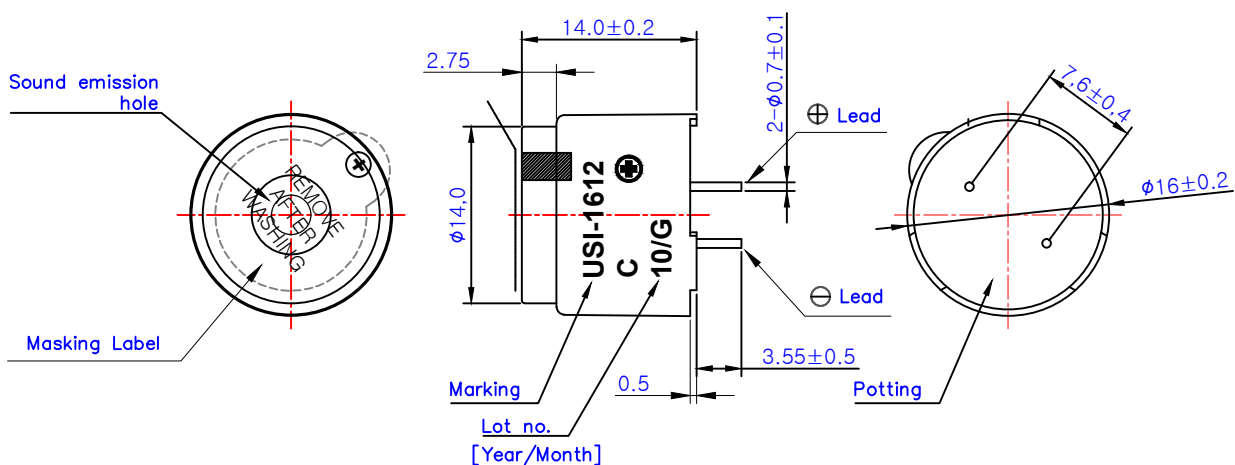 Sound emission
hole
REMOVE
AFTER
WASHING
Masking Label
14.0±0.2
2.75
ϕ14,0
USI-1612
C
10/G
Marking
Lot no.
[Year/Month]
0.5
3.55±0.5
2-ϕ0.7±0.1
⊕ Lead
⊖ Lead
7,6±0,4
ϕ16±0.2
Potting